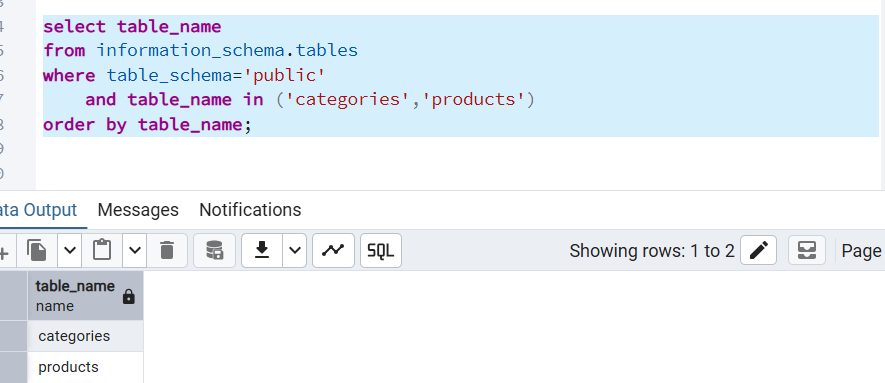 select table_name
from information_schema.tables
where table_schema='public'
and table_name in ('categories','products')
order by table_name;
ata Output Messages Notifications
SQL Showing rows: 1 to 2 Page
table_name
name
categories
products